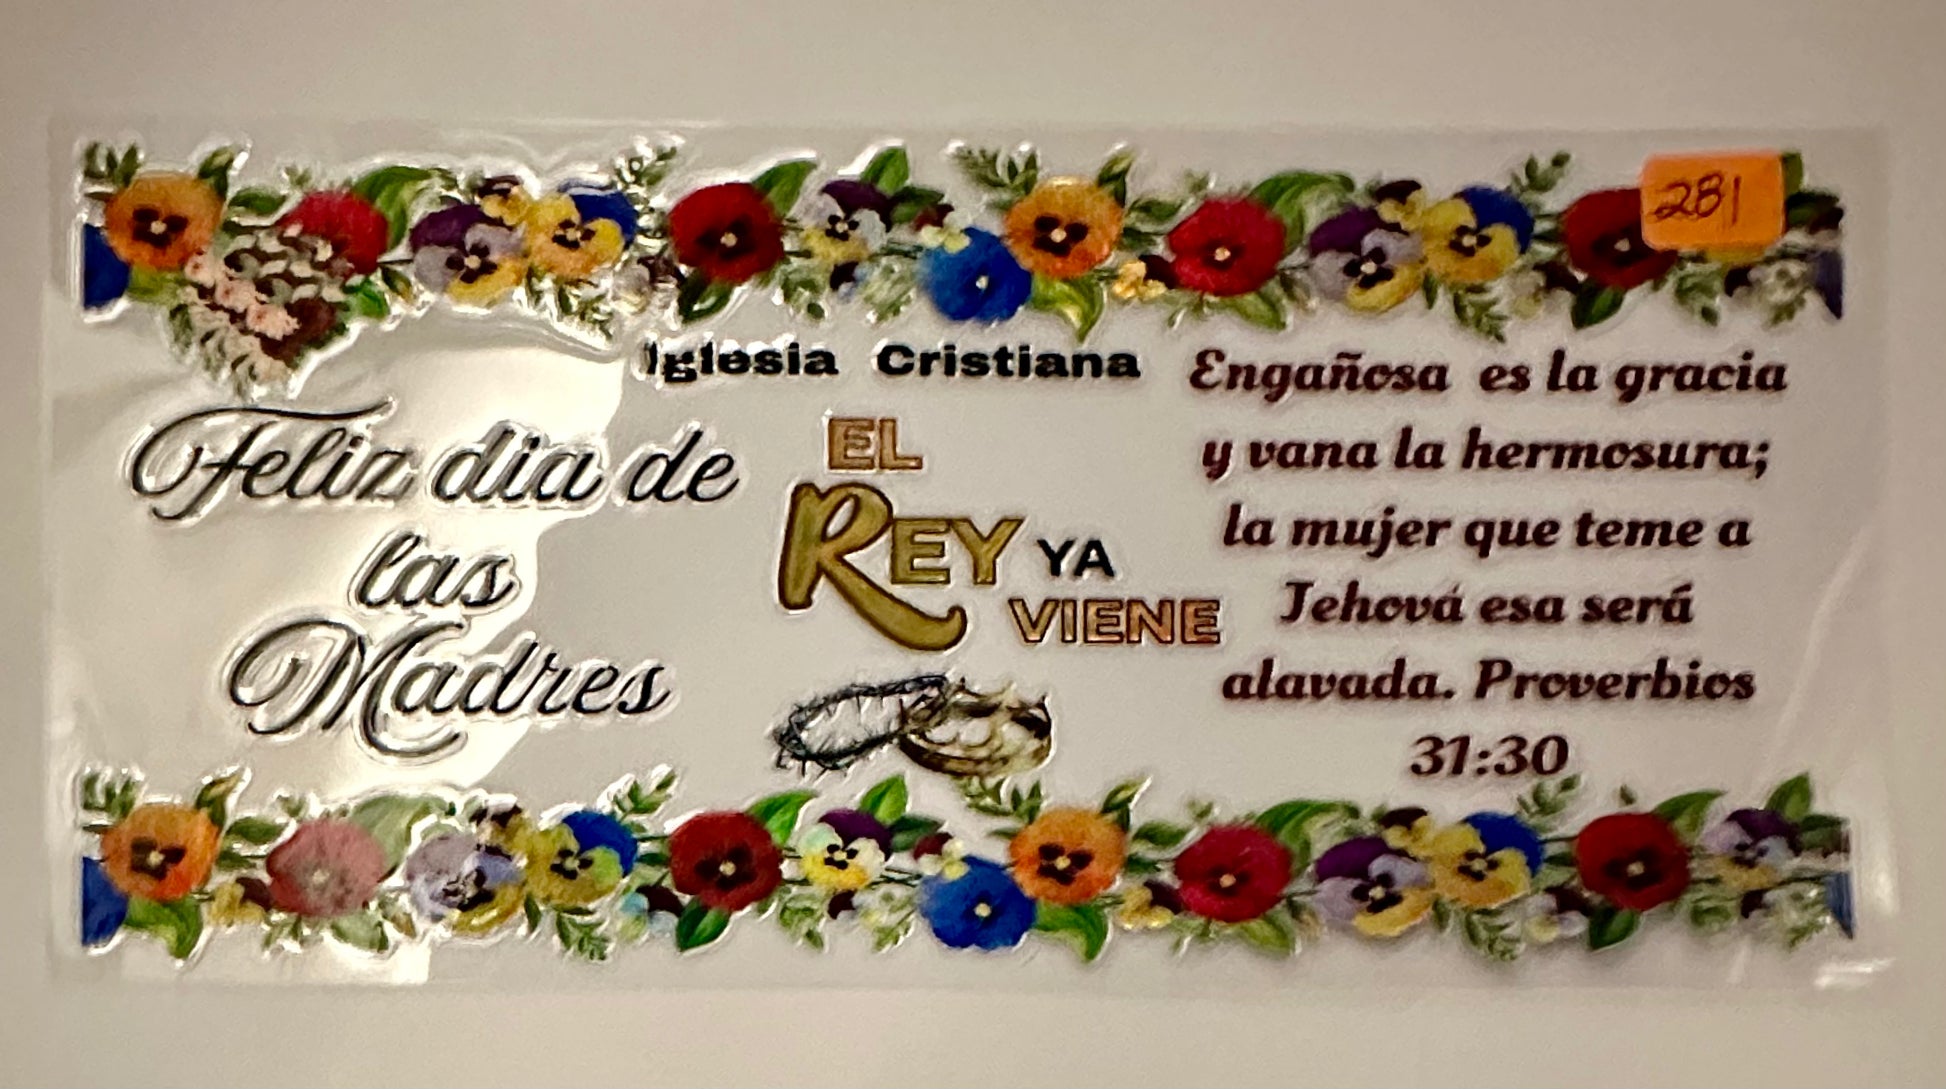 281
Feliz dia de
las
Madres
Iglesia Cristiana
EL
REY YA
VIENE
Engañosa es la gracia
y vana la hermosura;
la mujer que teme a
Jehová esa será
alavada. Proverbios
31:30